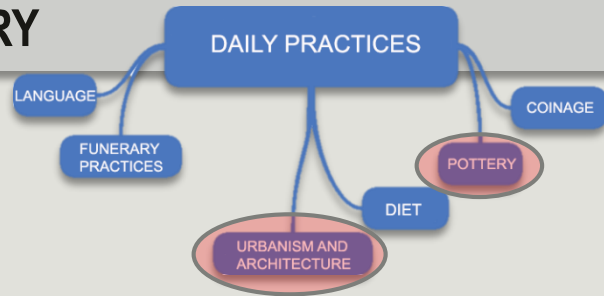 RY
DAILY PRACTICES
LANGUAGE
COINAGE
FUNERARY
PRACTICES
POTTERY
DIET
URBANISM AND
ARCHITECTURE